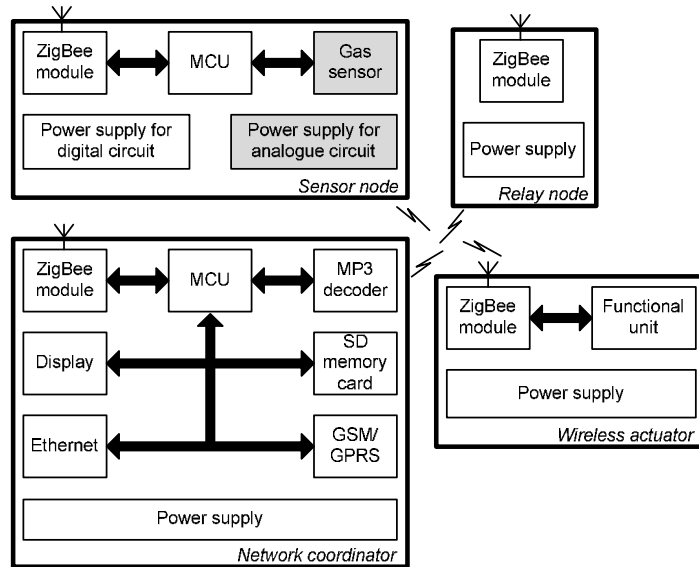 ZigBee
module
MCU
Gas
sensor
Power supply for
digital circuit
Power supply for
analogue circuit
Sensor node
ZigBee
module
Power supply
Relay node
ZigBee
module
MCU
MP3
decoder
Display
SD
memory
card
Ethernet
GSM/
GPRS
Power supply
Network coordinator
ZigBee
module
Functional
unit
Power supply
Wireless actuator